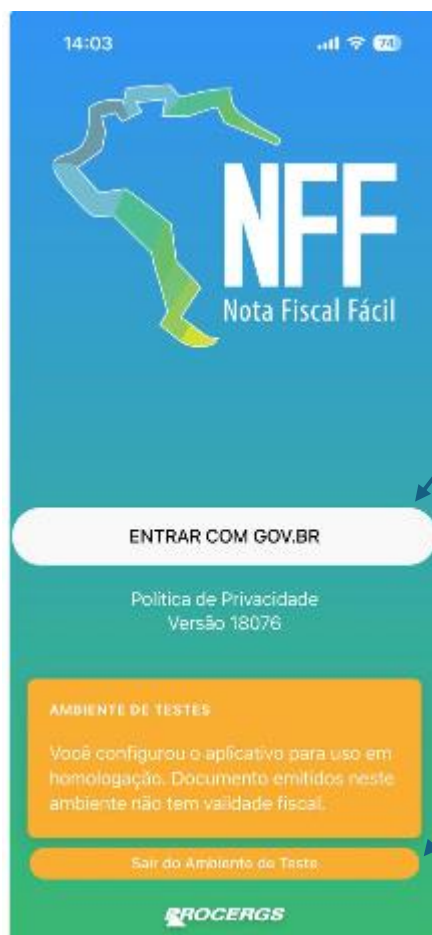 14:03
74
NFF
Nota Fiscal Fácil
ENTRAR COM GOV.BR
Política de Privacidade
Versão 18076
AMBIENTE DE TESTES
Você configurou o aplicativo para uso em
homologação. Documento emitidos neste
ambiente não tem validade fiscal.
Sair do Ambiente de Teste
PROCERGS